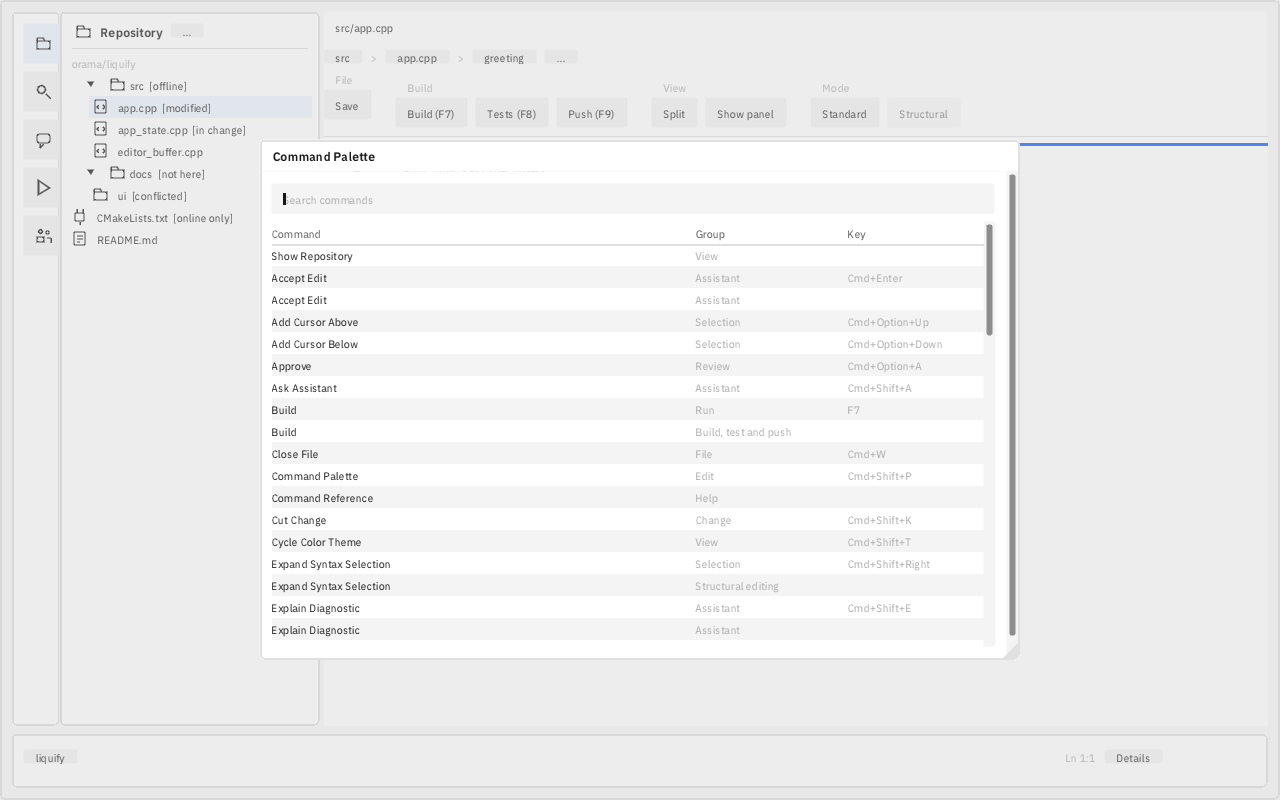 Repository ...
orama/liquify
src [offline]
app.cpp [modified]
app_state.cpp [in change]
editor_buffer.cpp
docs [not here]
ui [conflicted]
CMakeLists.txt [online only]
README.md
src/app.cpp
src > app.cpp > greeting ...
File Build View Mode
Save Build (F7) Tests (F8) Push (F9) Split Show panel Standard Structural
Command Palette
Search commands
Command Group Key
Show Repository View
Accept Edit Assistant Cmd+Enter
Accept Edit Assistant
Add Cursor Above Selection Cmd+Option+Up
Add Cursor Below Selection Cmd+Option+Down
Approve Review Cmd+Option+A
Ask Assistant Assistant Cmd+Shift+A
Build Run F7
Build Build, test and push
Close File File Cmd+W
Command Palette Edit Cmd+Shift+P
Command Reference Help
Cut Change Change Cmd+Shift+K
Cycle Color Theme View Cmd+Shift+T
Expand Syntax Selection Selection Cmd+Shift+Right
Expand Syntax Selection Structural editing
Explain Diagnostic Assistant Cmd+Shift+E
Explain Diagnostic Assistant
liquify Ln 1:1 Details